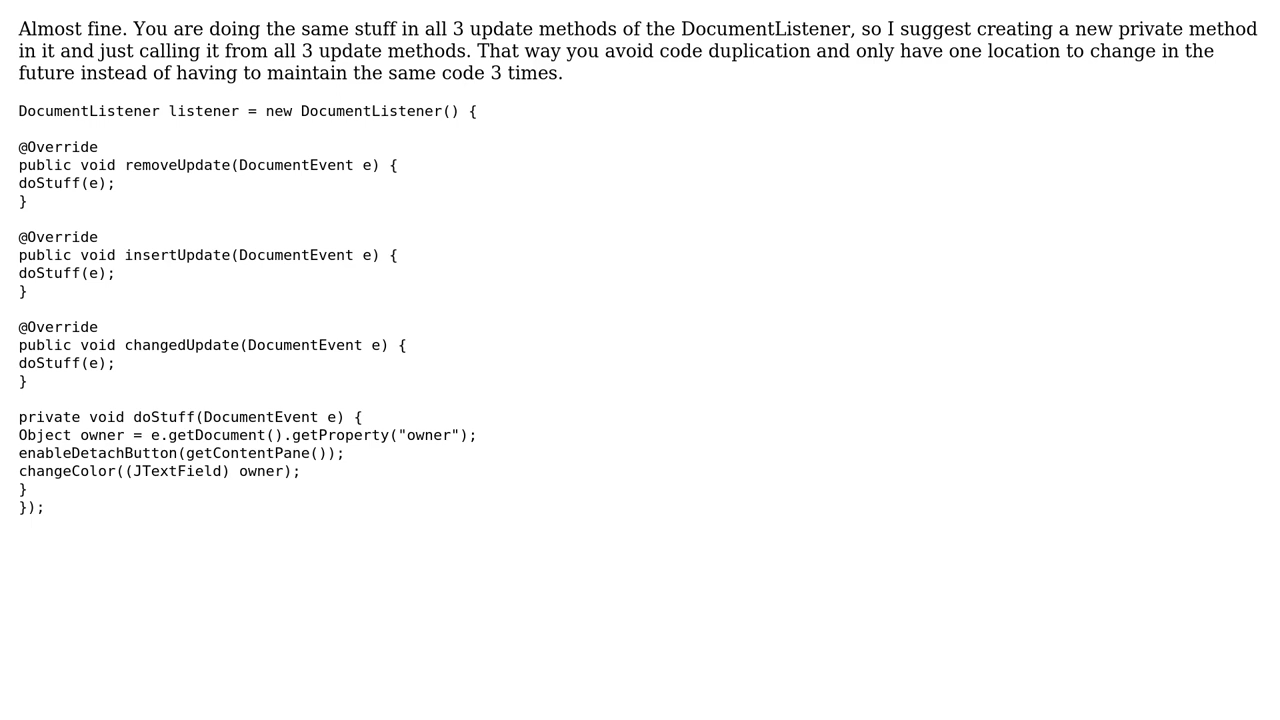 Almost fine. You are doing the same stuff in all 3 update methods of the DocumentListener, so I suggest creating a new private method
in it and just calling it from all 3 update methods. That way you avoid code duplication and only have one location to change in the
future instead of having to maintain the same code 3 times.
DocumentListener listener = new DocumentListener() {
@Override
public void removeUpdate(DocumentEvent e) {
doStuff(e);
}
@Override
public void insertUpdate(DocumentEvent e) {
doStuff(e);
}
@Override
public void changedUpdate(DocumentEvent e) {
doStuff(e);
}
private void doStuff(DocumentEvent e) {
Object owner = e.getDocument().getProperty("owner");
enableDetachButton(getContentPane());
changeColor((JTextField) owner);
}
});